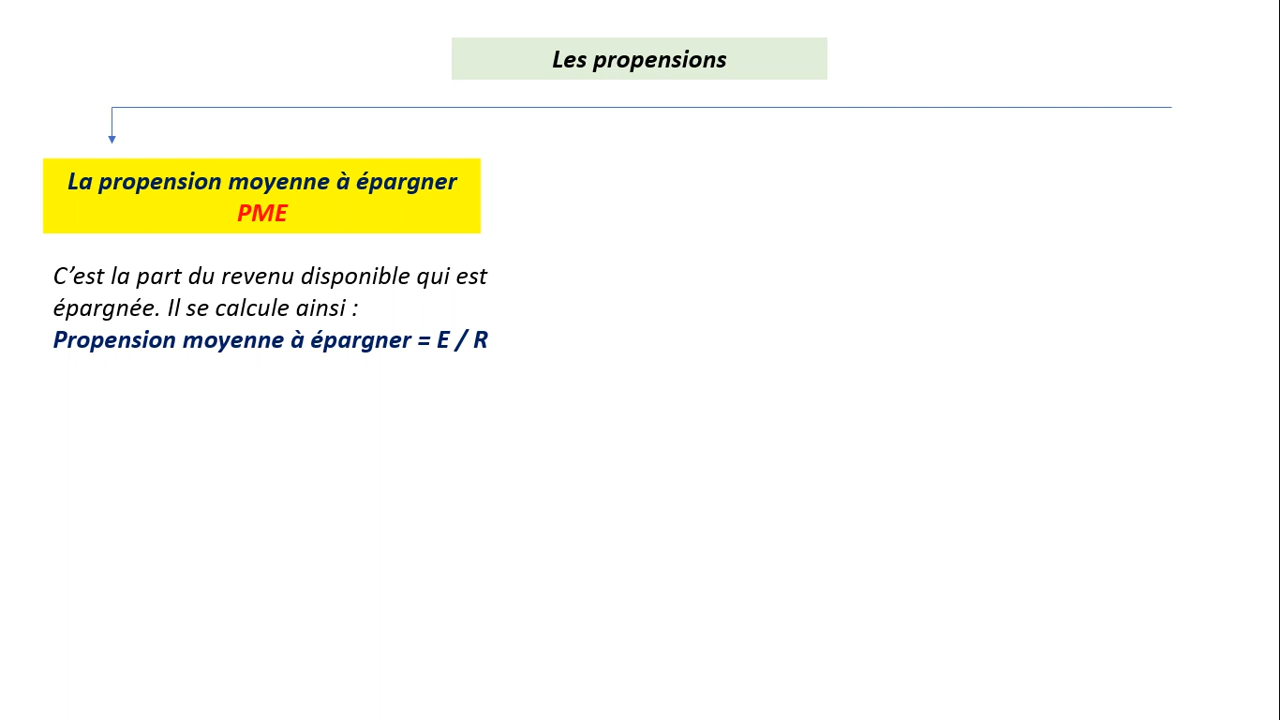 Les propensions
La propension moyenne à épargner
PME
C’est la part du revenu disponible qui est
épargnée. Il se calcule ainsi :
Propension moyenne à épargner = E / R